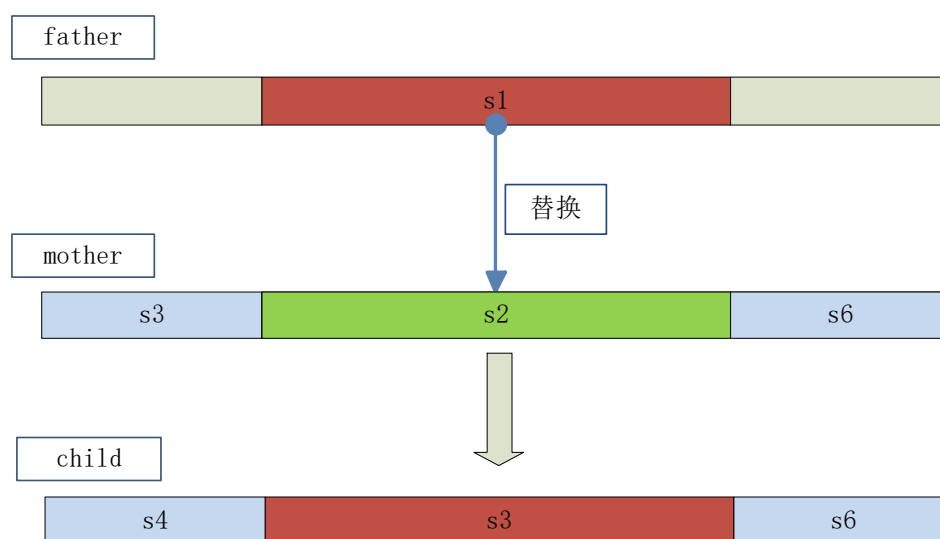 father
s1
替换
mother
s3
s2
s6
child
s4
s3
s6